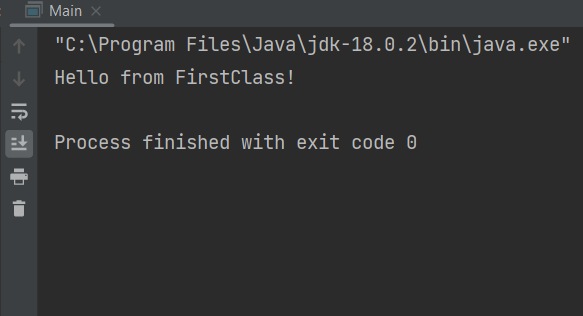 Main
"C:\Program Files\Java\jdk-18.0.2\bin\java.exe"
Hello from FirstClass!
Process finished with exit code 0